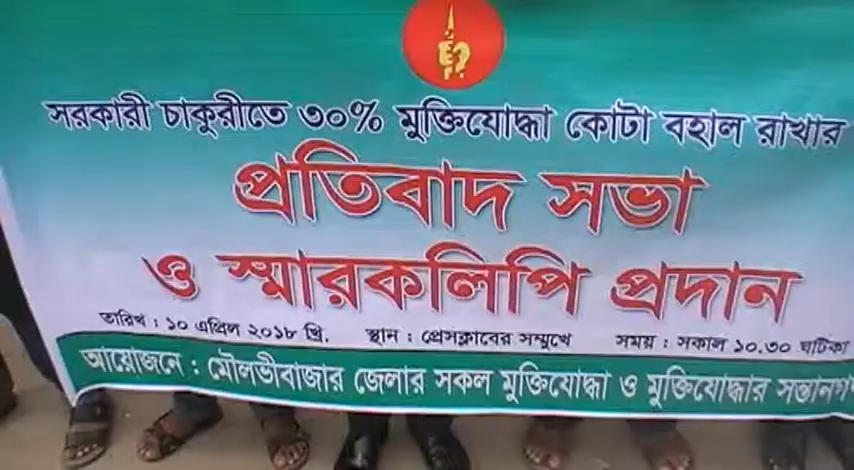 সরকারী চাকুরীতে ৩০% মুক্তিযোদ্ধা কোটা বহাল রাখার
প্রতিবাদ সভা
ও স্মারকলিপি প্রদান
তারিখ : ১০ এপ্রিল ২০১৮ খ্রি. স্থান : প্রেসক্লাবের সম্মুখে সময় : সকাল ১০.৩০ ঘটিকা
আয়োজনে : মৌলভীবাজার জেলার সকল মুক্তিযোদ্ধা ও মুক্তিযোদ্ধার সন্তানগণ